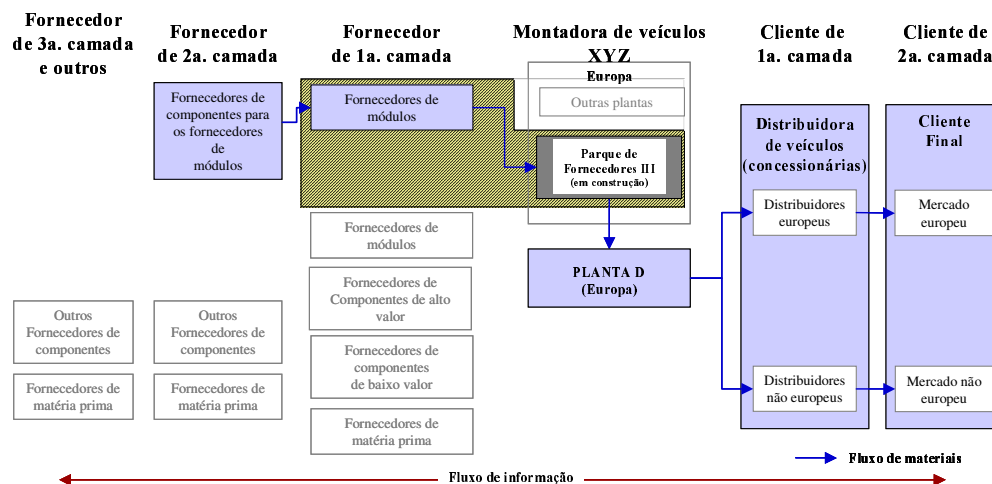 Fornecedor
de 3a. camada
e outros
Fornecedor
de 2a. camada
Fornecedor
de 1a. camada
Montadora de veículos
XYZ
Cliente de
1a. camada
Cliente de
2a. camada
Fornecedores de
componentes para
os fornecedores
de
módulos
Fornecedores de
módulos
Europa
Outras plantas
Parque de
Fornecedores III
(em construção)
Fornecedores de
módulos
Fornecedores de
Componentes de alto
valor
Fornecedores de
componentes
de baixo valor
Fornecedores de
matéria prima
Outros
Fornecedores de
componentes
Fornecedores de
matéria prima
Outros
Fornecedores de
componentes
Fornecedores de
matéria prima
PLANTA D
(Europa)
Distribuidora
de veículos
(concessionárias)
Distribuidores
europeus
Distribuidores
não europeus
Cliente
Final
Mercado
europeu
Mercado não
europeu
Fluxo de materiais
Fluxo de informação